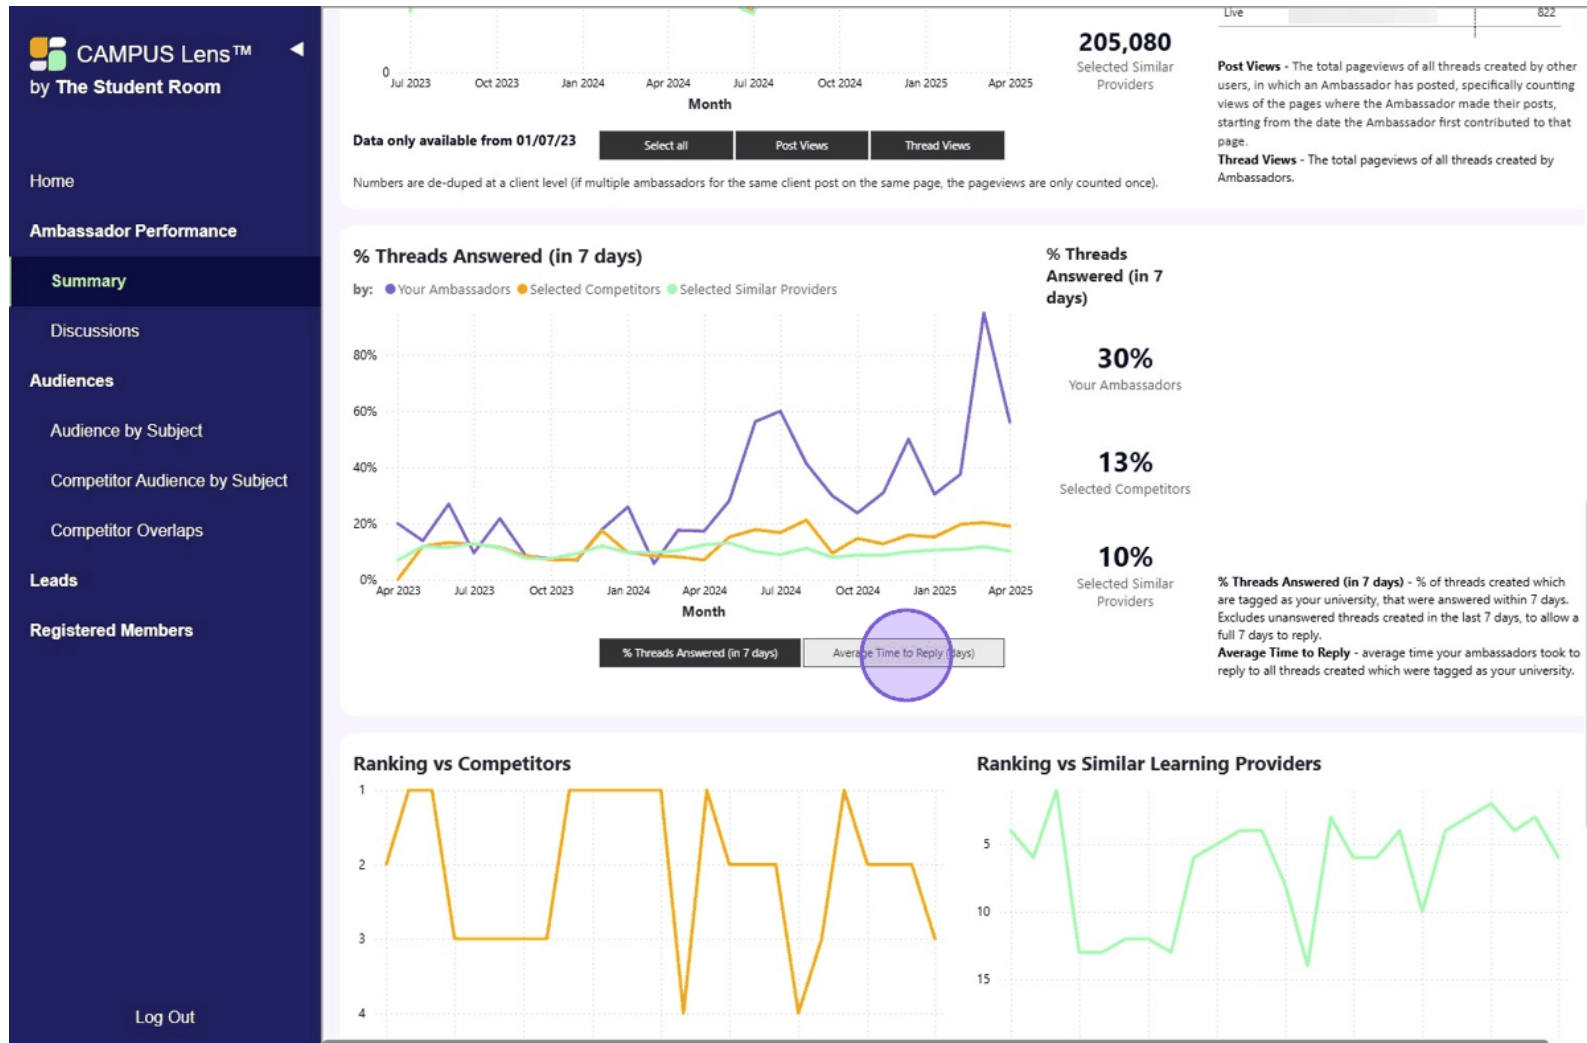 CAMPUS Lens™
by The Student Room
Home
Ambassador Performance
Summary
Discussions
Audiences
Audience by Subject
Competitor Audience by Subject
Competitor Overlaps
Leads
Registered Members
Log Out
0
Jul 2023 Oct 2023 Jan 2024 Apr 2024 Jul 2024 Oct 2024 Jan 2025 Apr 2025
Month
205,080
Selected Similar
Providers
Data only available from 01/07/23
Select all Post Views Thread Views
Numbers are de-duped at a client level (if multiple ambassadors for the same client post on the same page, the pageviews are only counted once).
Live 822
Post Views - The total pageviews of all threads created by other
users, in which an Ambassador has posted, specifically counting
views of the pages where the Ambassador made their posts,
starting from the date the Ambassador first contributed to that
page.
Thread Views - The total pageviews of all threads created by
Ambassadors.
% Threads Answered (in 7 days)
by: Your Ambassadors Selected Competitors Selected Similar Providers
80%
60%
40%
20%
0%
Apr 2023 Jul 2023 Oct 2023 Jan 2024 Apr 2024 Jul 2024 Oct 2024 Jan 2025 Apr 2025
Month
% Threads Answered (in 7 days) Average Time to Reply (days)
% Threads
Answered (in 7
days)
30%
Your Ambassadors
13%
Selected Competitors
10%
Selected Similar
Providers
% Threads Answered (in 7 days) - % of threads created which
are tagged as your university, that were answered within 7 days.
Excludes unanswered threads created in the last 7 days, to allow a
full 7 days to reply.
Average Time to Reply - average time your ambassadors took to
reply to all threads created which were tagged as your university.
Ranking vs Competitors
1
2
3
4
Ranking vs Similar Learning Providers
5
10
15